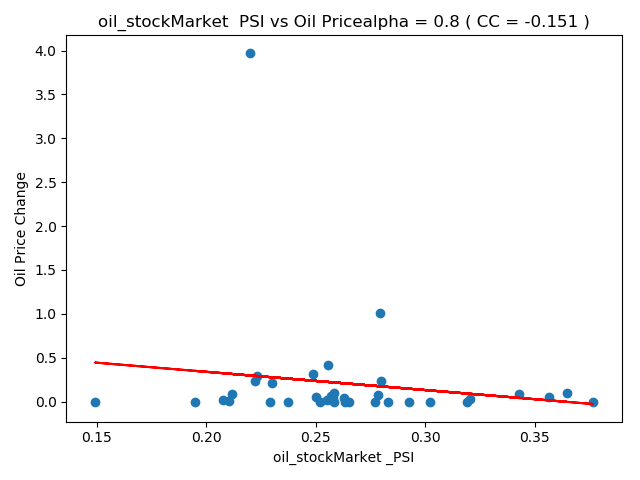 oil_stockMarket  PSI vs Oil Pricealpha = 0.8 ( CC = -0.151 )
4.0
3.5
3.0
2.5
2.0
1.5
1.0
0.5
0.0
Oil Price Change
0.15 0.20 0.25 0.30 0.35
oil_stockMarket _PSI